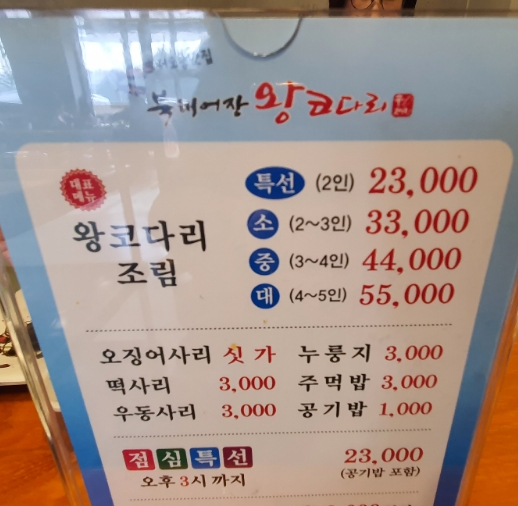 북바어장 왕코다리
대표
메뉴
왕코다리
조림
특선 (2인) 23,000
소 (2~3인) 33,000
중 (3~4인) 44,000
대 (4~5인) 55,000
오징어사리 싯가 누룽지 3,000
떡사리 3,000 주먹밥 3,000
우동사리 3,000 공기밥 1,000
점심특선 23,000
오후 3시 까지 (공기밥 포함)